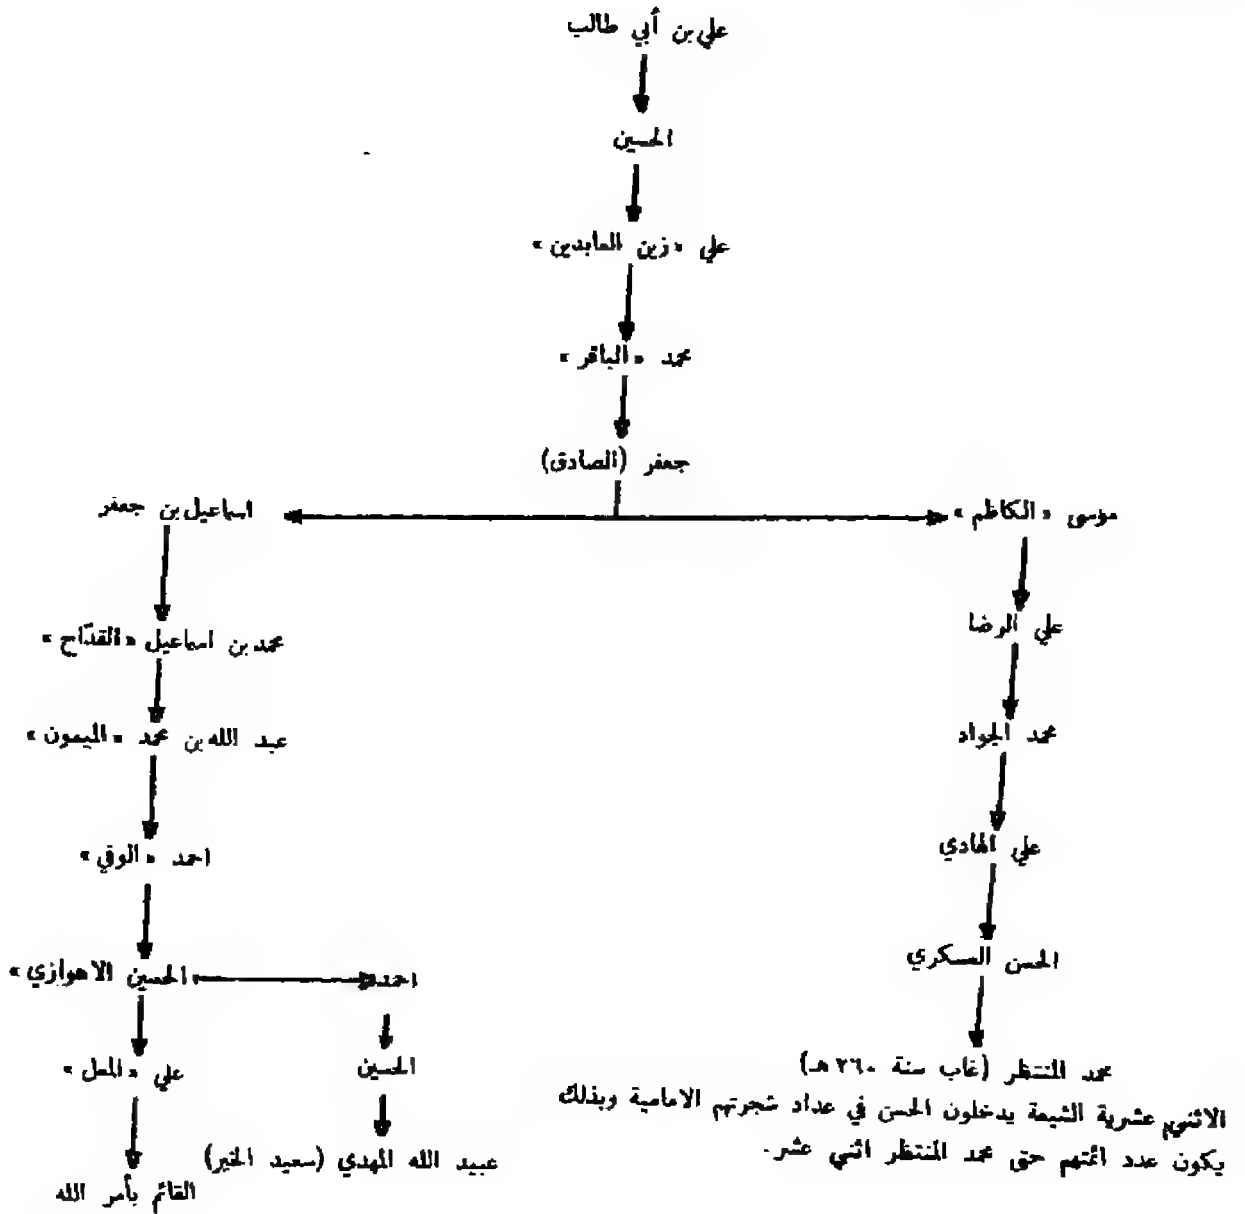 علي بن أبي طالب
الحسين
علي «زين العابدين»
محمد «الباقر»
جعفر (الصادق)
موسى «الكاظم»
اسماعيل بن جعفر
علي الرضا
محمد بن اسماعيل «القدّاح»
محمد الجواد
عبد الله بن محمد «الميمون»
علي الهادي
احمد «الوفي»
الحسن العسكري
احمد
الحسين الاهوازي»
محمد المنتظر (غاب سنة ٢٦٠ هـ)
الحسين
علي «المعل»
الاثني عشرية الشيعة يدخلون الحسن في عداد شجرتهم الامامية وبذلك
يكون عدد ائمتهم حتى محمد المنتظر اثني عشر.
عبيد الله المهدي (سعيد الخير)
القائم بأمر الله